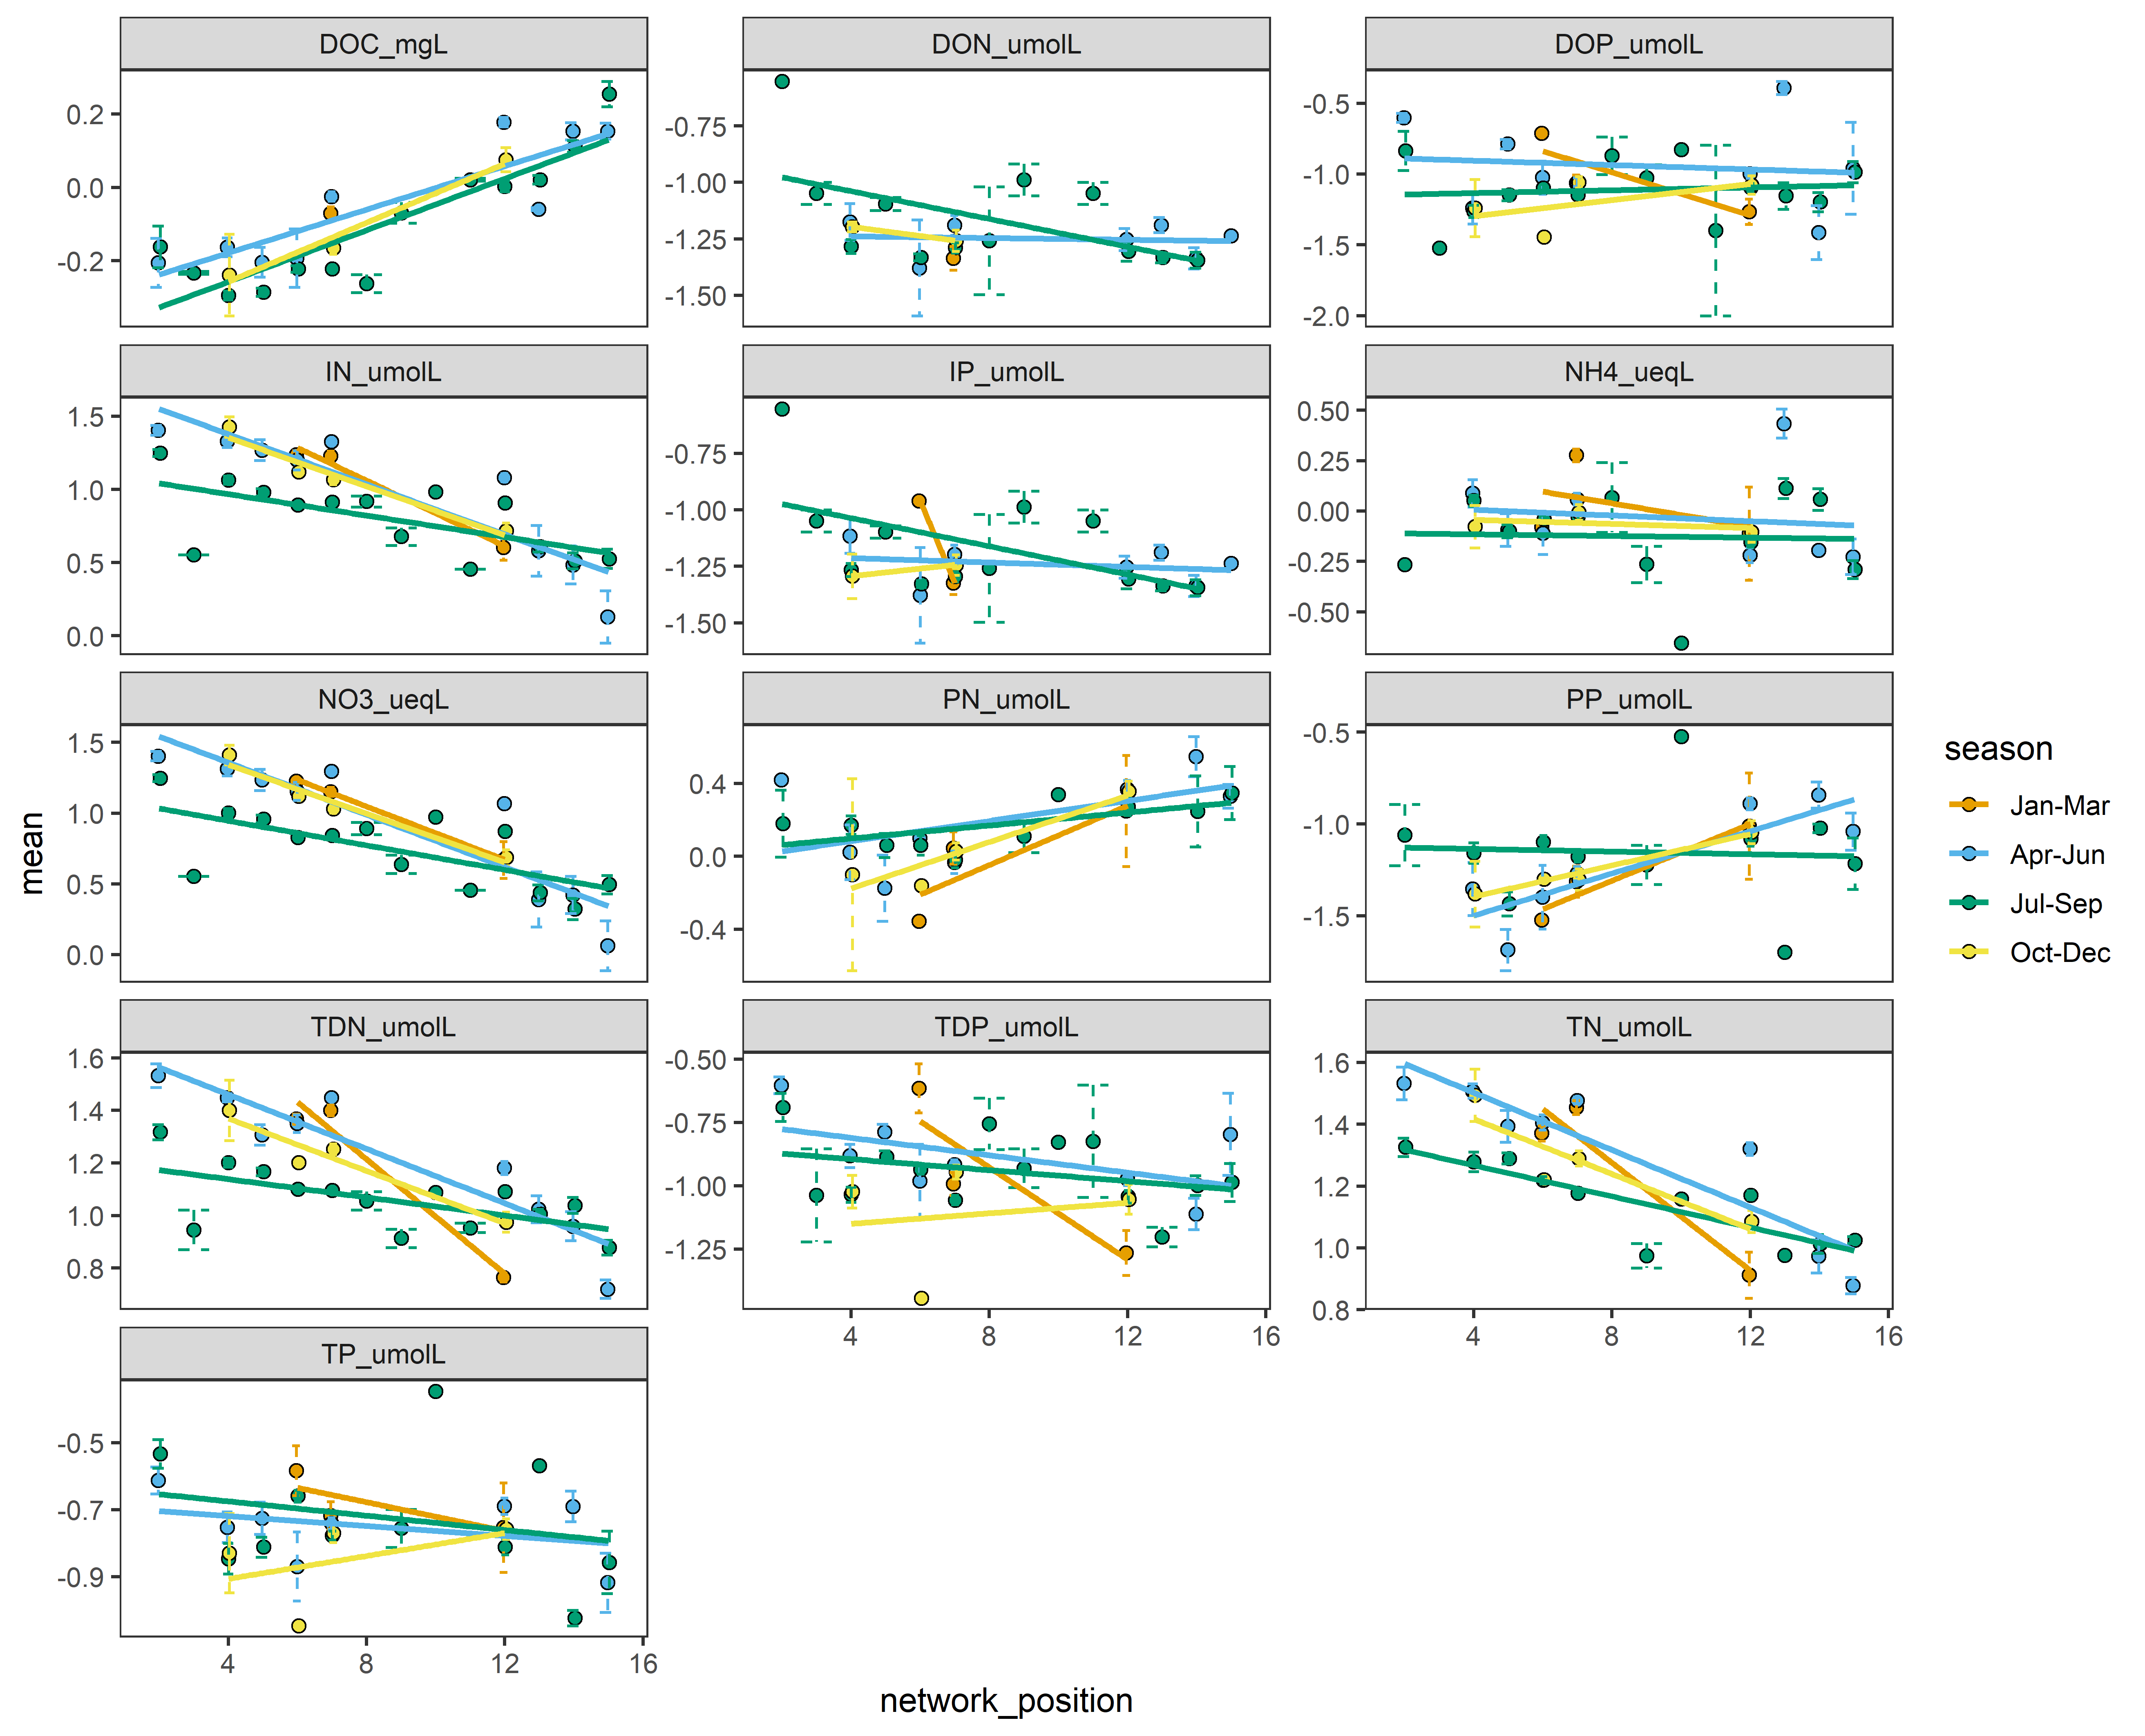 DOC_mgL
DON_umolL
DOP_umolL
0.2
0.0
-0.2
-0.75
-1.00
-1.25
-1.50
-0.5
-1.0
-1.5
-2.0
IN_umolL
IP_umolL
NH4_ueqL
1.5
1.0
0.5
0.0
-0.75
-1.00
-1.25
-1.50
0.50
0.25
0.00
-0.25
-0.50
NO3_ueqL
PN_umolL
PP_umolL
1.5
1.0
0.5
0.0
0.4
0.0
-0.4
-0.5
-1.0
-1.5
TDN_umolL
TDP_umolL
TN_umolL
1.6
1.4
1.2
1.0
0.8
-0.50
-0.75
-1.00
-1.25
1.6
1.4
1.2
1.0
0.8
4 8 12 16
4 8 12 16
TP_umolL
-0.5
-0.7
-0.9
4 8 12 16
mean
network_position
season
Jan-Mar
Apr-Jun
Jul-Sep
Oct-Dec